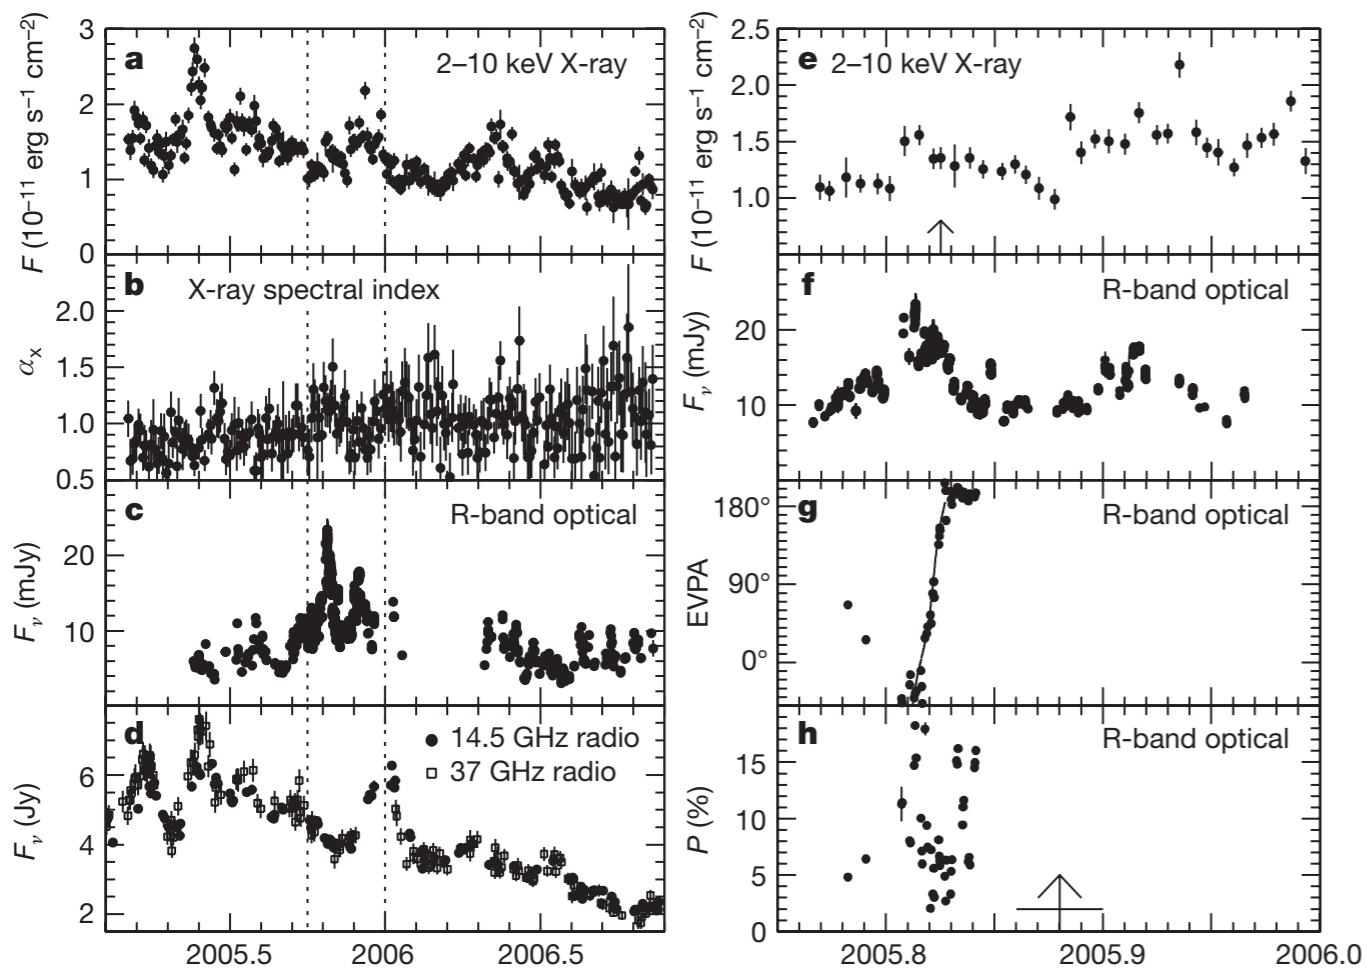 a 2–10 keV X-ray
F (10⁻¹¹ erg s⁻¹ cm⁻²)
3
2
1
0
b X-ray spectral index
αx
2.0
1.5
1.0
0.5
c R-band optical
Fν (mJy)
20
10
d 14.5 GHz radio
37 GHz radio
Fν (Jy)
6
4
2
2005.5 2006 2006.5
e 2–10 keV X-ray
F (10⁻¹¹ erg s⁻¹ cm⁻²)
2.5
2.0
1.5
1.0
f R-band optical
Fν (mJy)
20
10
g R-band optical
EVPA
180°
90°
0°
h R-band optical
P (%)
15
10
5
0
2005.8 2005.9 2006.0